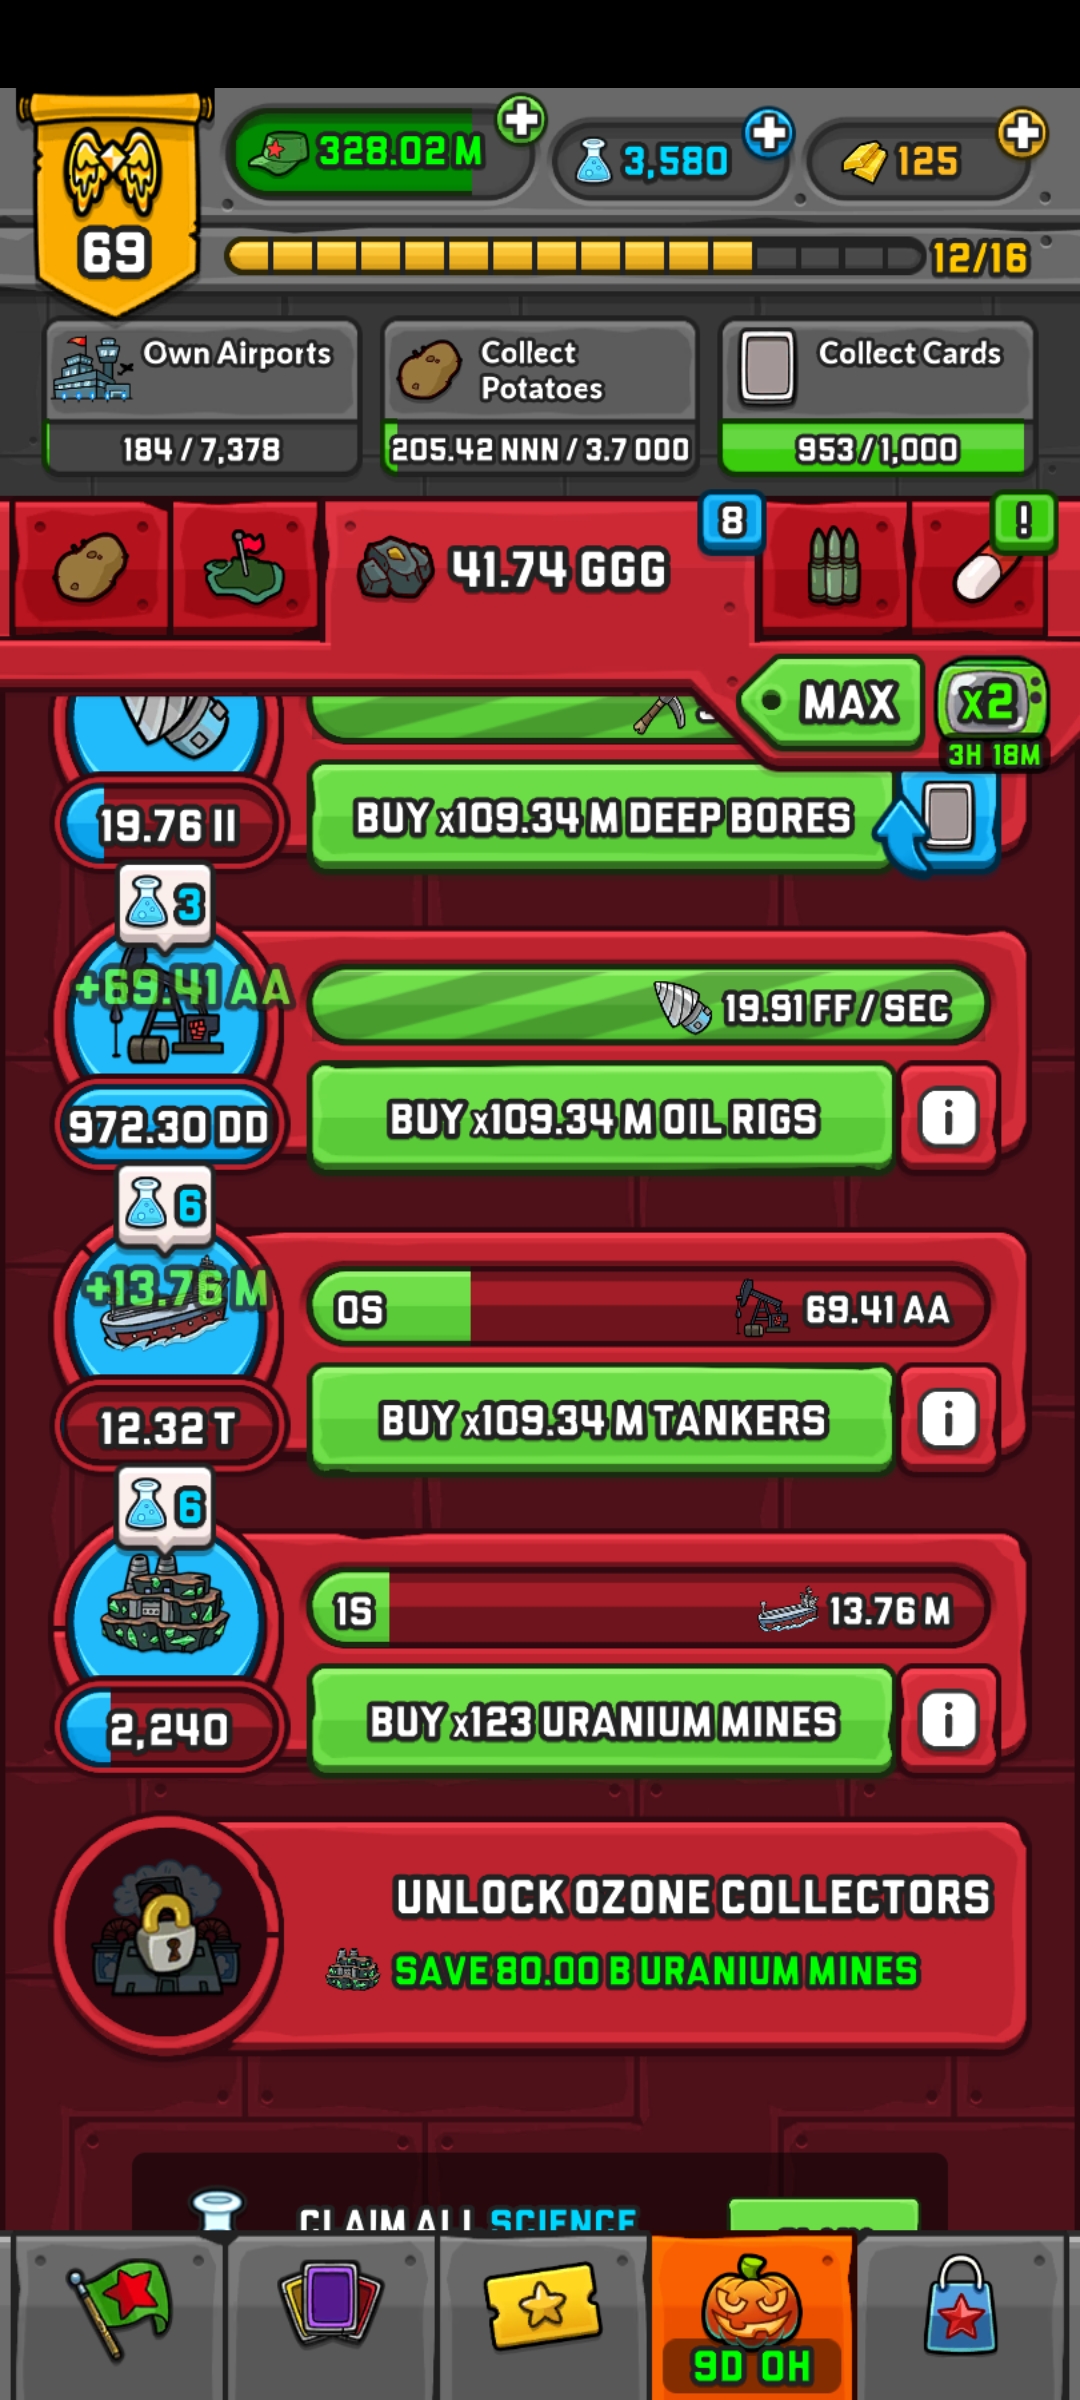 328.02 M
3,580
125
69
12/16
Own Airports
184 / 7,378
Collect
Potatoes
205.42 NNN / 3.7 OOO
Collect Cards
953 / 1,000
41.74 GGG
8
!
MAX
x2
3H 18M
19.76 II
BUY x109.34 M DEEP BORES
3
+69.41 AA
19.91 FF / SEC
972.30 DD
BUY x109.34 M OIL RIGS
i
6
+13.76 M
0S
69.41 AA
12.32 T
BUY x109.34 M TANKERS
i
6
1S
13.76 M
2,240
BUY x123 URANIUM MINES
i
UNLOCK OZONE COLLECTORS
SAVE 80.00 B URANIUM MINES
CLAIM ALL SCIENCE
9D 0H